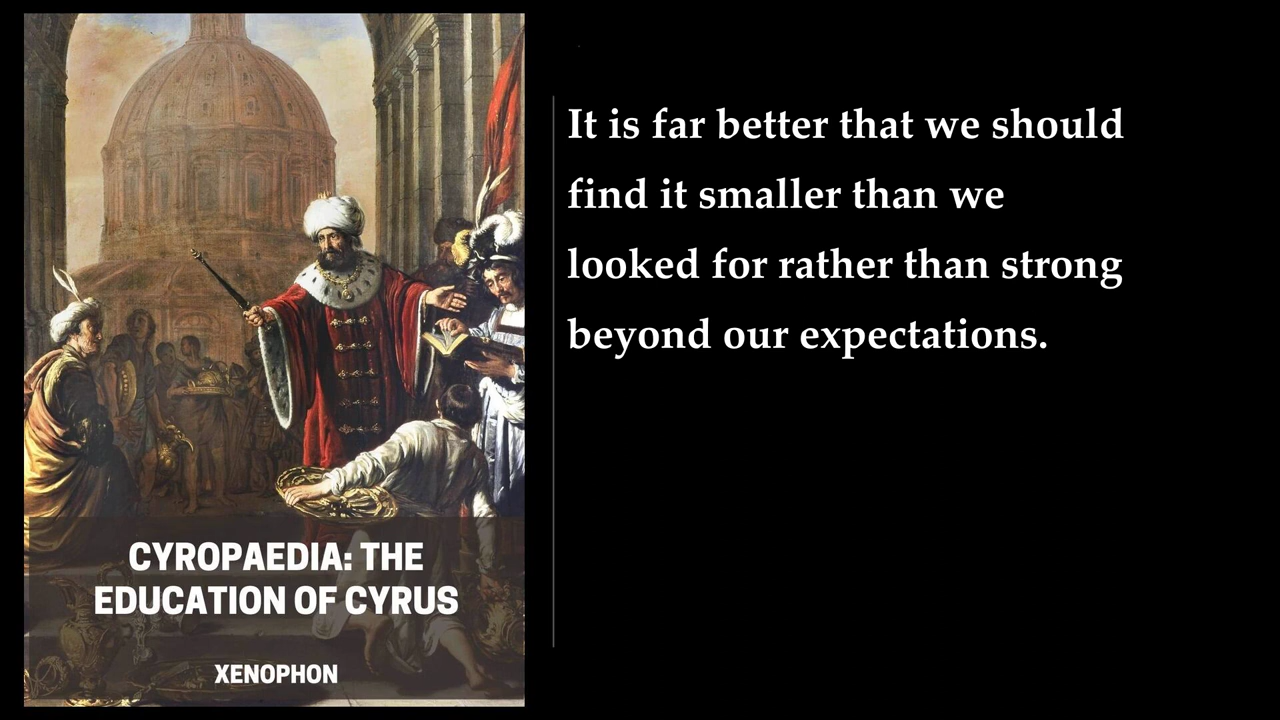 It is far better that we should
find it smaller than we
looked for rather than strong
beyond our expectations.
CYROPAEDIA: THE
EDUCATION OF CYRUS
XENOPHON